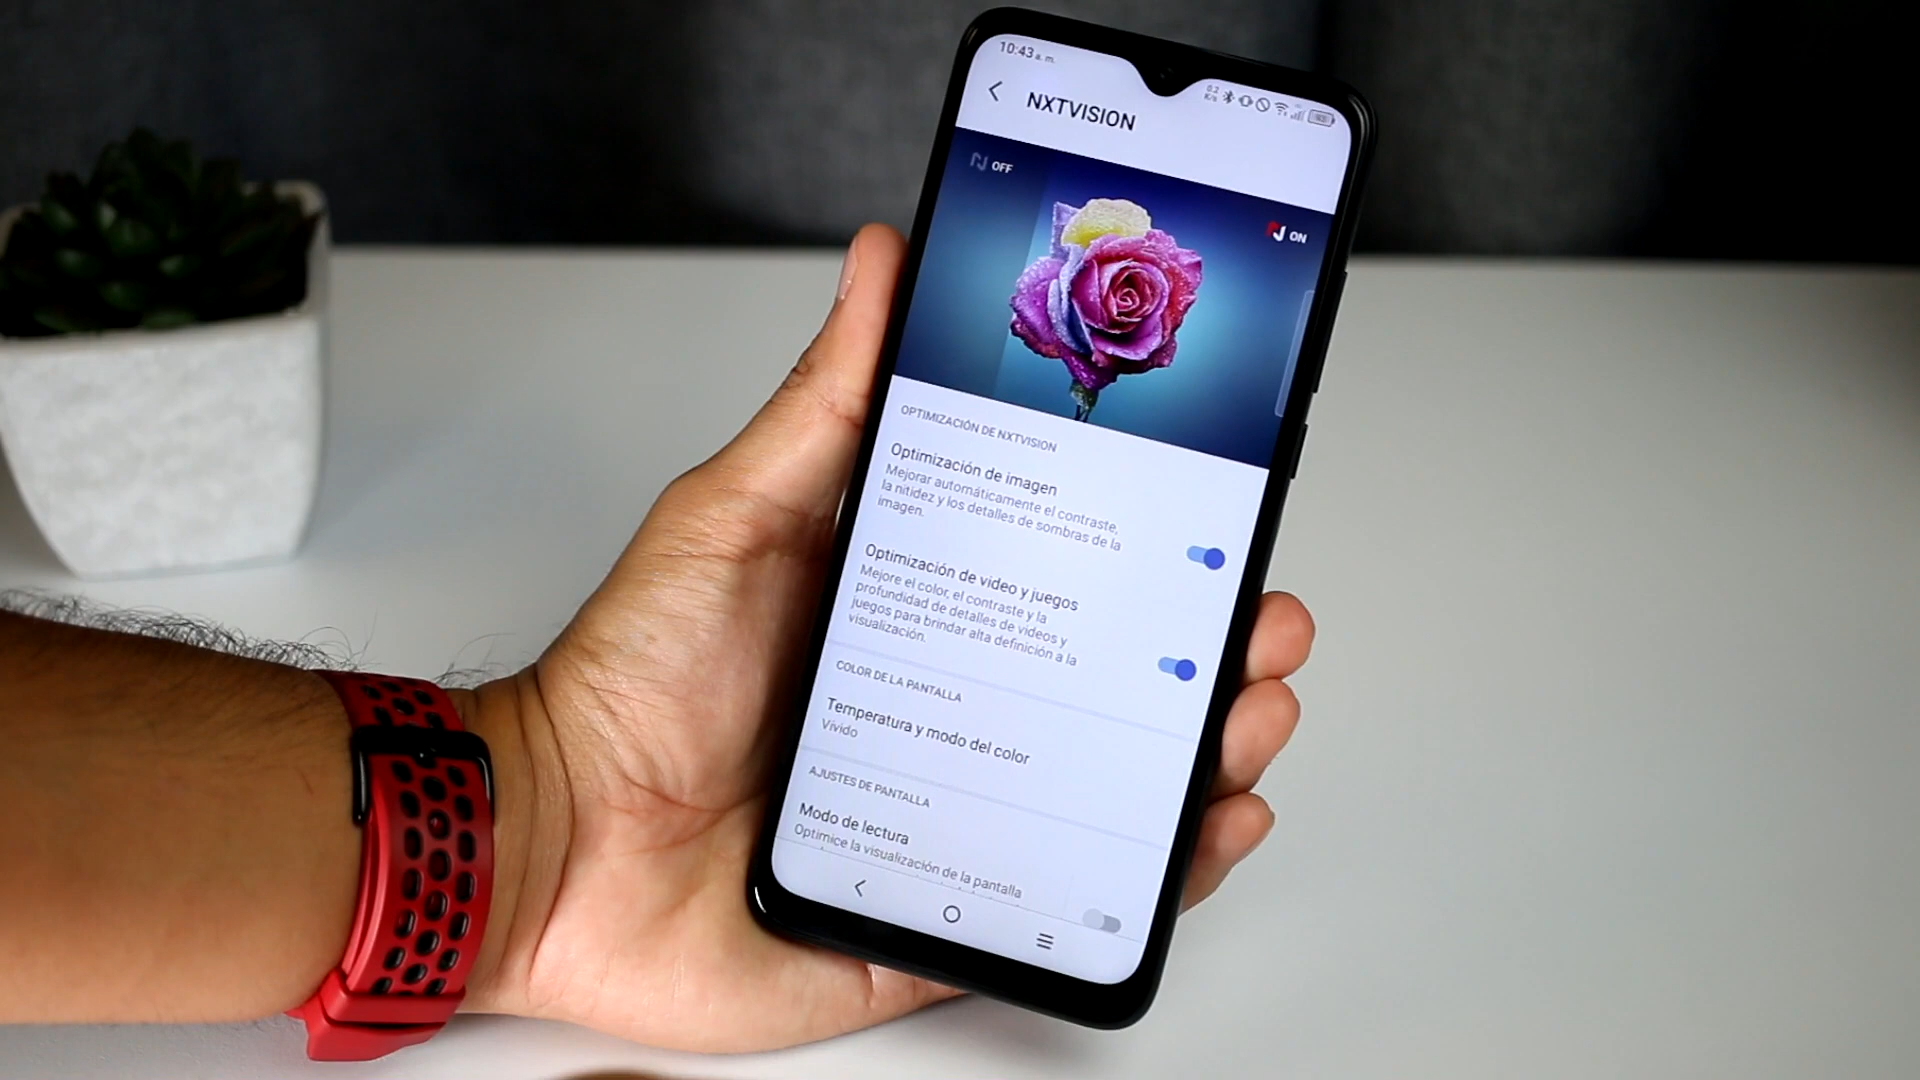 10:43 a. m.
0.2
K/s
NXTVISION
OFF
ON
OPTIMIZACIÓN DE NXTVISION
Optimización de imagen
Mejorar automáticamente el contraste,
la nitidez y los detalles de sombras de la
imagen.
Optimización de video y juegos
Mejore el color, el contraste y la
profundidad de detalles de videos y
juegos para brindar alta definición a la
visualización.
COLOR DE LA PANTALLA
Temperatura y modo del color
Vívido
AJUSTES DE PANTALLA
Modo de lectura
Optimice la visualización de la pantalla